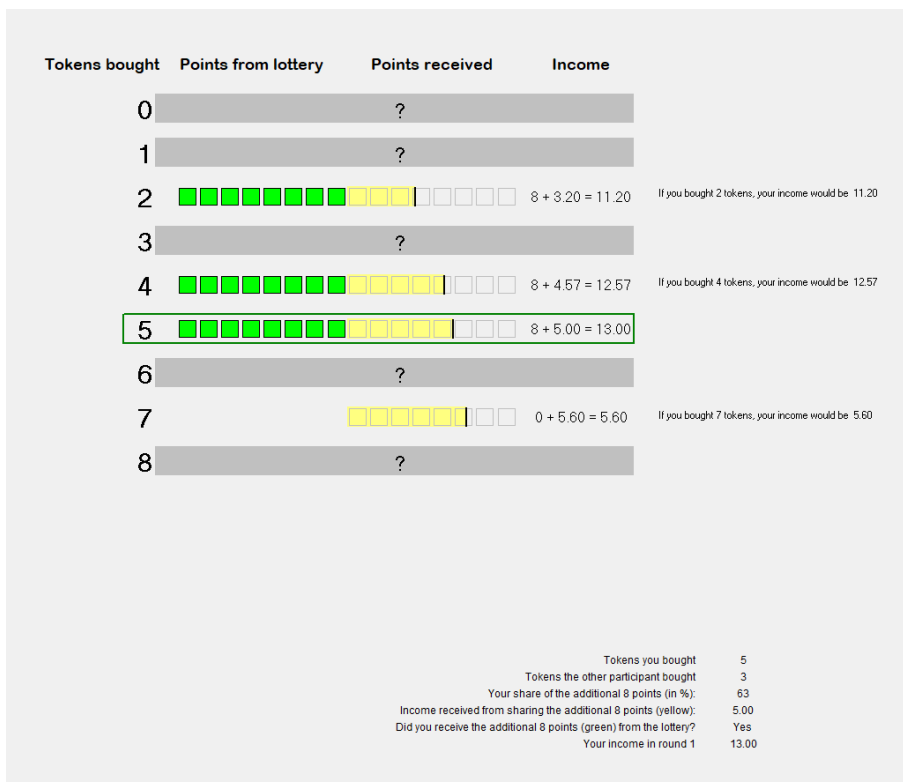 Tokens bought Points from lottery Points received Income
0 ?
1 ?
2 8 + 3.20 = 11.20 If you bought 2 tokens, your income would be 11.20
3 ?
4 8 + 4.57 = 12.57 If you bought 4 tokens, your income would be 12.57
5 8 + 5.00 = 13.00
6 ?
7 0 + 5.60 = 5.60 If you bought 7 tokens, your income would be 5.60
8 ?
Tokens you bought 5
Tokens the other participant bought 3
Your share of the additional 8 points (in %): 63
Income received from sharing the additional 8 points (yellow): 5.00
Did you receive the additional 8 points (green) from the lottery? Yes
Your income in round 1 13.00